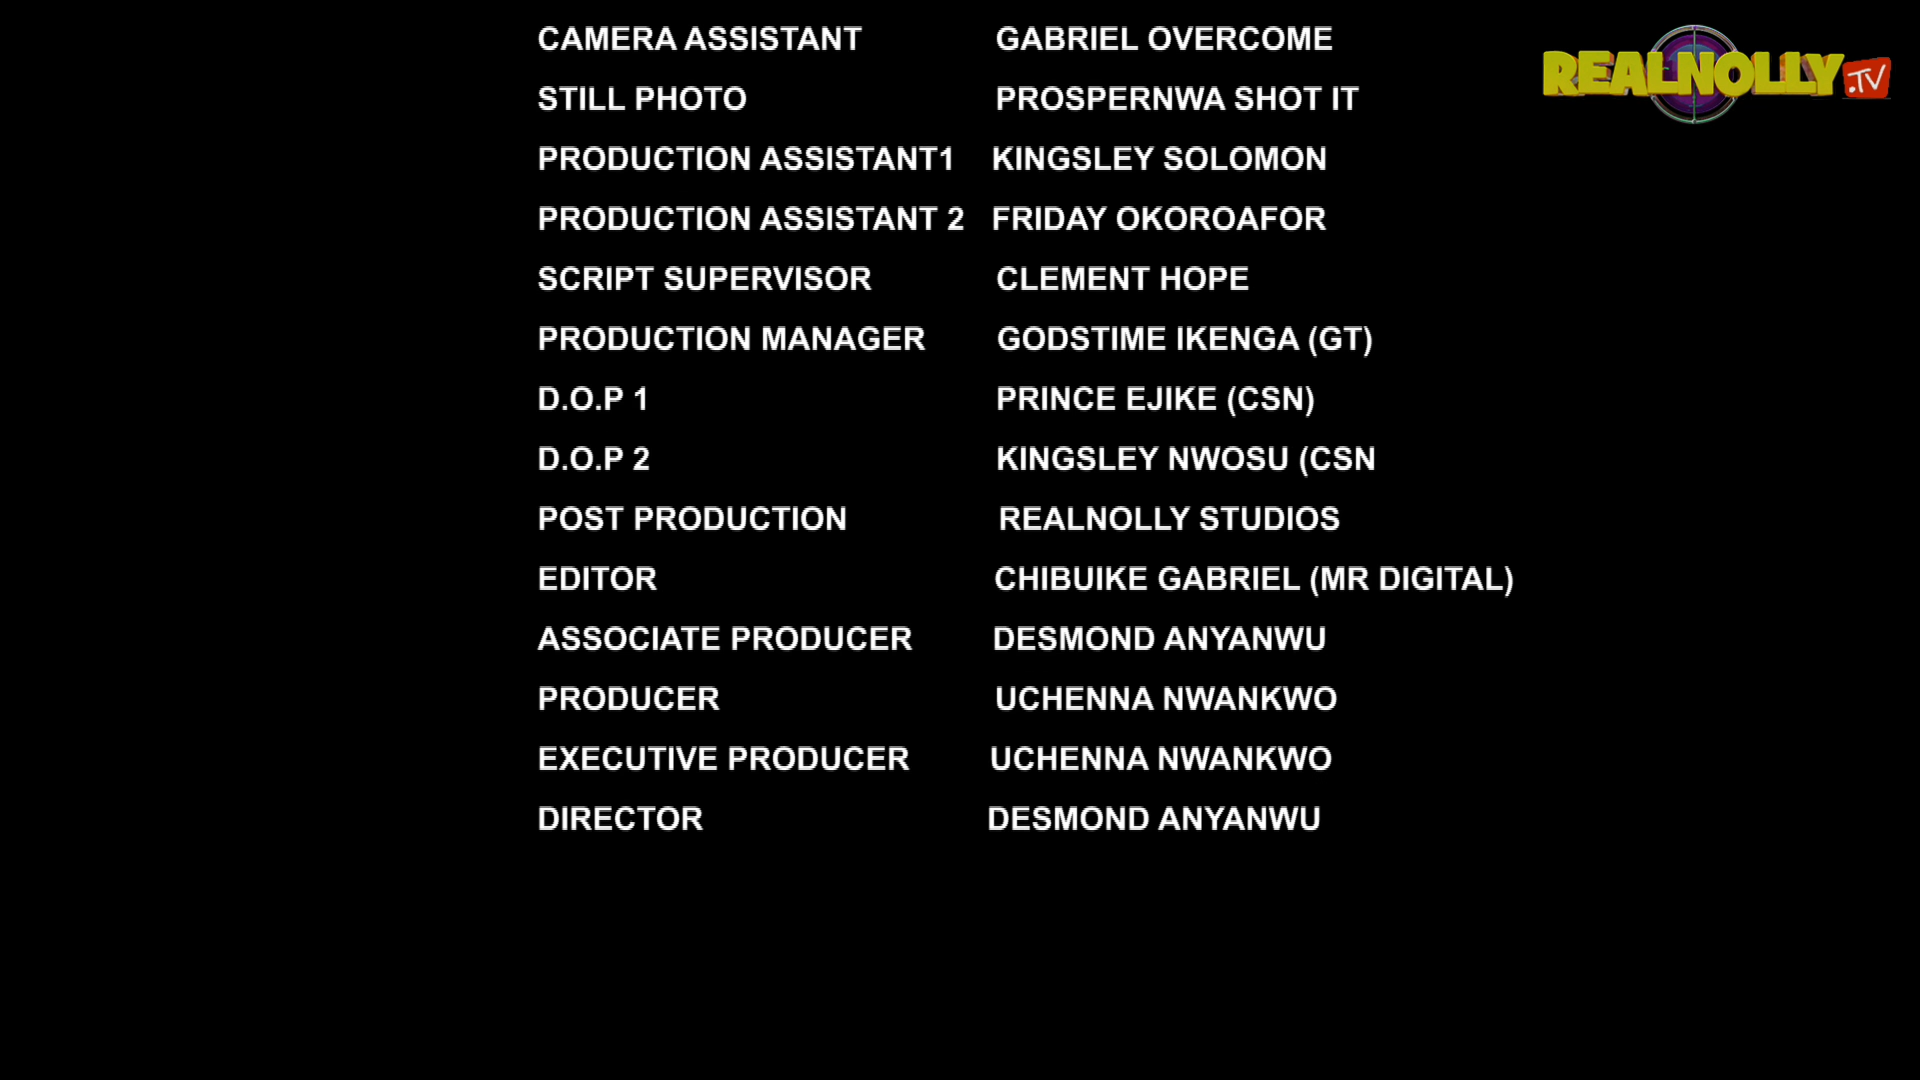 CAMERA ASSISTANT GABRIEL OVERCOME
REALNOLLY.TV
STILL PHOTO PROSPERNWA SHOT IT
PRODUCTION ASSISTANT1 KINGSLEY SOLOMON
PRODUCTION ASSISTANT 2 FRIDAY OKOROAFOR
SCRIPT SUPERVISOR CLEMENT HOPE
PRODUCTION MANAGER GODSTIME IKENGA (GT)
D.O.P 1 PRINCE EJIKE (CSN)
D.O.P 2 KINGSLEY NWOSU (CSN
POST PRODUCTION REALNOLLY STUDIOS
EDITOR CHIBUIKE GABRIEL (MR DIGITAL)
ASSOCIATE PRODUCER DESMOND ANYANWU
PRODUCER UCHENNA NWANKWO
EXECUTIVE PRODUCER UCHENNA NWANKWO
DIRECTOR DESMOND ANYANWU